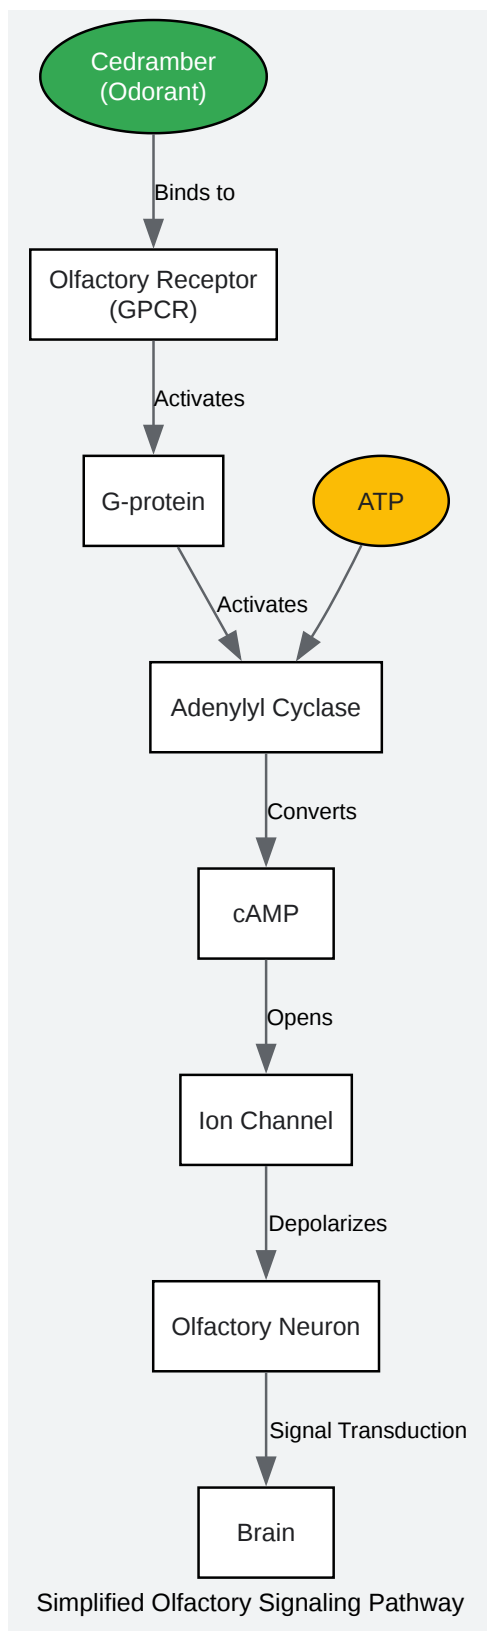 Cedramber
(Odorant)
Binds to
Olfactory Receptor
(GPCR)
Activates
G-protein
ATP
Activates
Adenylyl Cyclase
Converts
cAMP
Opens
Ion Channel
Depolarizes
Olfactory Neuron
Signal Transduction
Brain
Simplified Olfactory Signaling Pathway